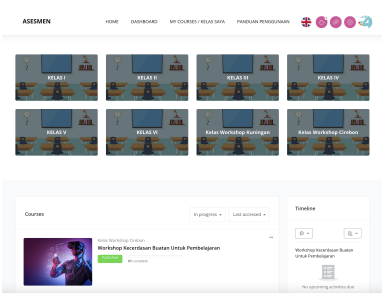 ASESMEN
HOME DASHBOARD MY COURSES / KELAS SAYA PANDUAN PENGGUNAAN
KELAS I KELAS II KELAS III KELAS IV
KELAS V KELAS VI Kelas Workshop Kuningan Kelas Workshop Cirebon
Courses
In progress
Last accessed
Kelas Workshop Cirebon
Workshop Kecerdasan Buatan Untuk Pembelajaran
complete
Timeline
Workshop Kecerdasan Buatan
Untuk Pembelajaran
No upcoming activities due